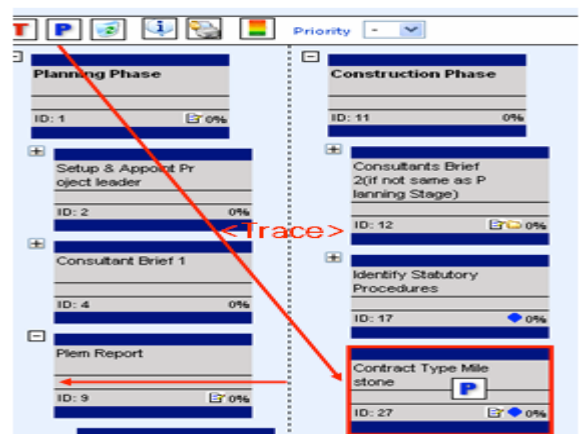 T P Priority -
Planning Phase
ID: 1 0%
Setup & Appoint Pr
oject leader
ID: 2 0%
Consultant Brief 1
ID: 4 0%
Plem Report
ID: 9 0%
<Trace>
Construction Phase
ID: 11 0%
Consultants Brief
2(if not same as P
lanning Stage)
ID: 12 0%
Identify Statutory
Procedures
ID: 17 0%
Contract Type Mile
stone
P
ID: 27 0%